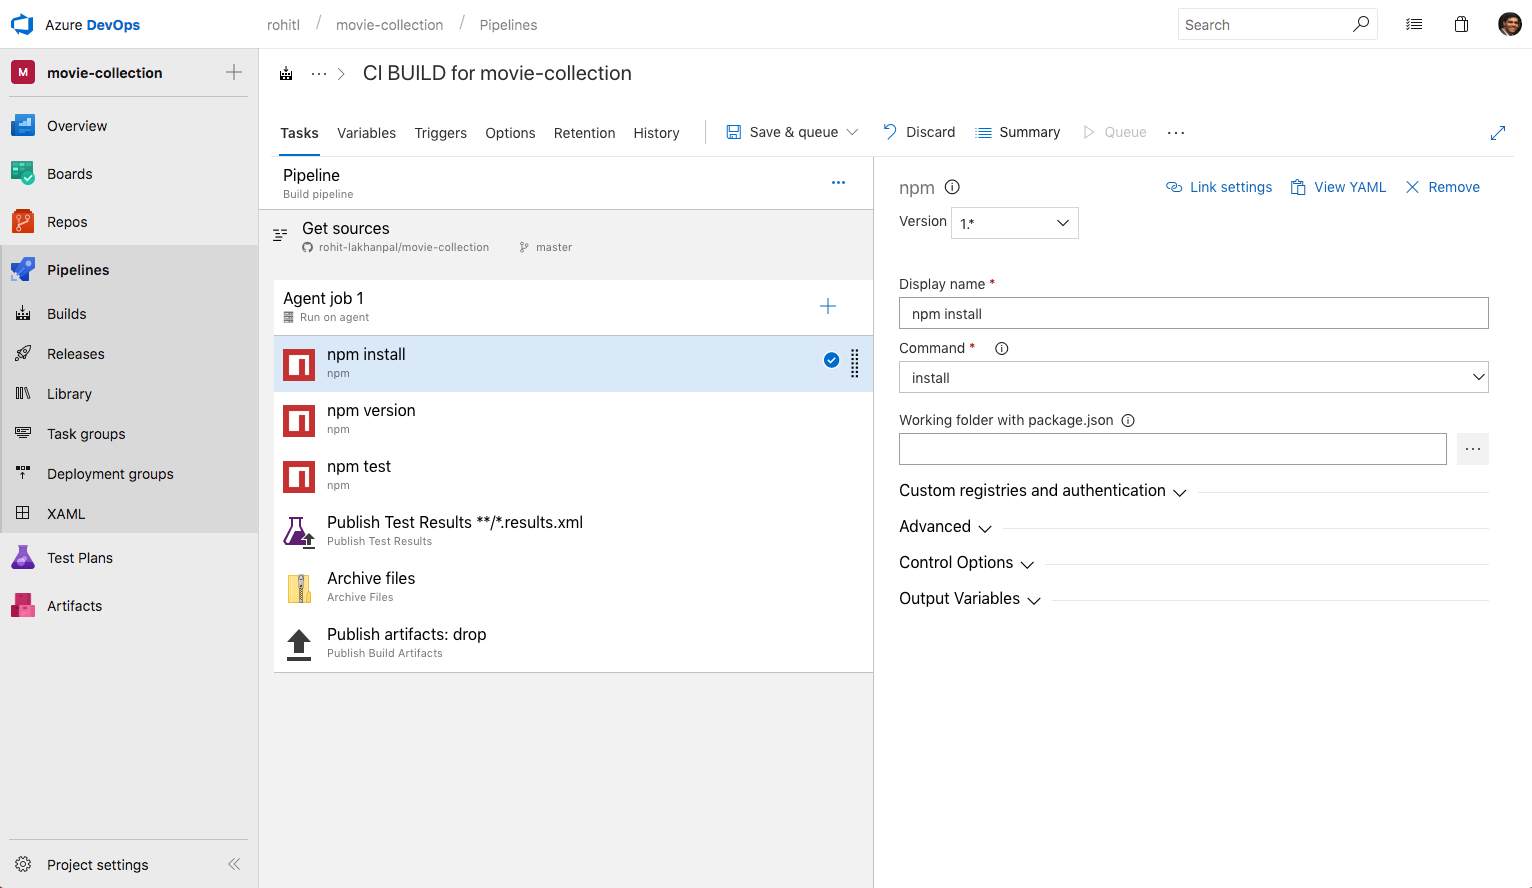 Azure DevOps
rohitl / movie-collection / Pipelines
Search
M movie-collection
Overview
Boards
Repos
Pipelines
Builds
Releases
Library
Task groups
Deployment groups
XAML
Test Plans
Artifacts
Project settings
... > CI BUILD for movie-collection
Tasks Variables Triggers Options Retention History Save & queue Discard Summary Queue ...
Pipeline
Build pipeline
...
Get sources
rohit-lakhanpal/movie-collection master
Agent job 1
Run on agent
npm install
npm
npm version
npm
npm test
npm
Publish Test Results **/*.results.xml
Publish Test Results
Archive files
Archive Files
Publish artifacts: drop
Publish Build Artifacts
npm Link settings View YAML Remove
Version 1.*
Display name *
npm install
Command *
install
Working folder with package.json
...
Custom registries and authentication
Advanced
Control Options
Output Variables